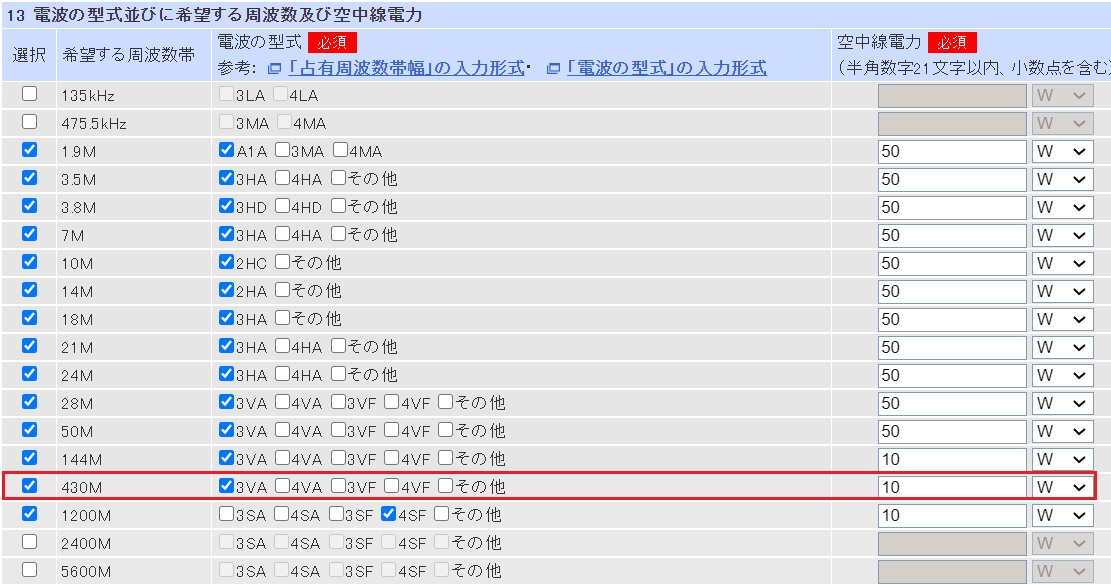 13 電波の型式並びに希望する周波数及び空中線電力
選択 希望する周波数帯 電波の型式 必須 空中線電力 必須
参考: 「占有周波数帯幅」の入力形式・ 「電波の型式」の入力形式 (半角数字21文字以内、小数点を含む)
135kHz 3LA 4LA W
475.5kHz 3MA 4MA W
1.9M A1A 3MA 4MA 50 W
3.5M 3HA 4HA その他 50 W
3.8M 3HD 4HD その他 50 W
7M 3HA 4HA その他 50 W
10M 2HC その他 50 W
14M 2HA その他 50 W
18M 3HA その他 50 W
21M 3HA 4HA その他 50 W
24M 3HA 4HA その他 50 W
28M 3VA 4VA 3VF 4VF その他 50 W
50M 3VA 4VA 3VF 4VF その他 50 W
144M 3VA 4VA 3VF 4VF その他 10 W
430M 3VA 4VA 3VF 4VF その他 10 W
1200M 3SA 4SA 3SF 4SF その他 10 W
2400M 3SA 4SA 3SF 4SF その他 W
5600M 3SA 4SA 3SF 4SF その他 W